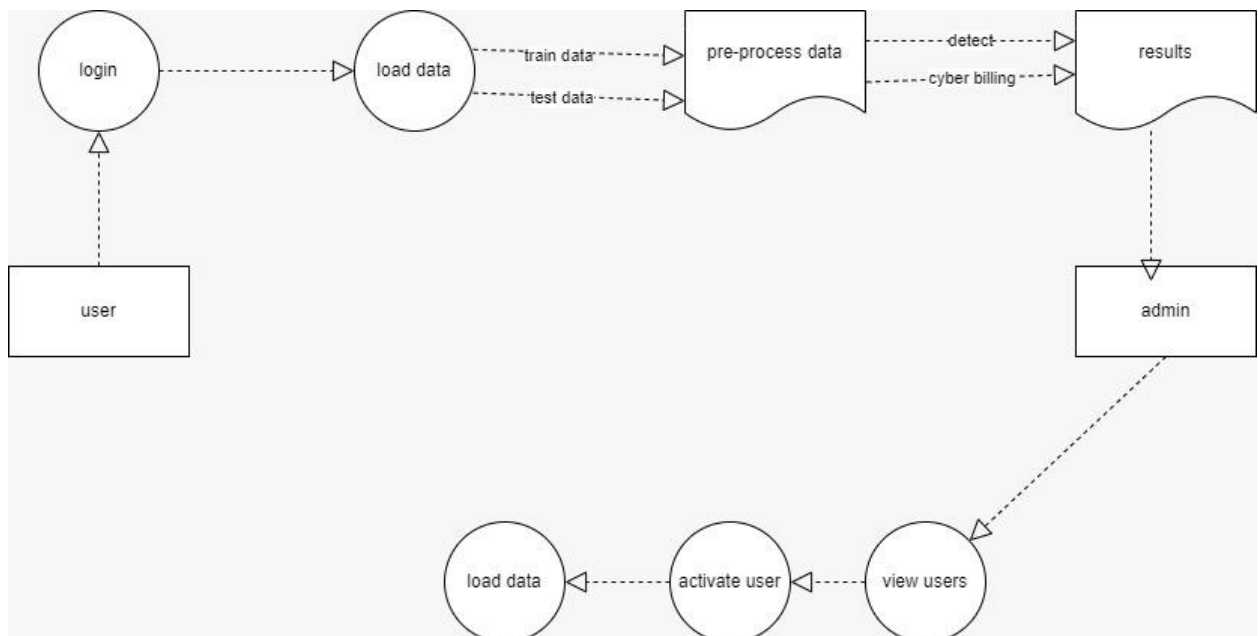 login
load data
train data
test data
pre-process data
detect
cyber billing
results
user
admin
load data
activate user
view users